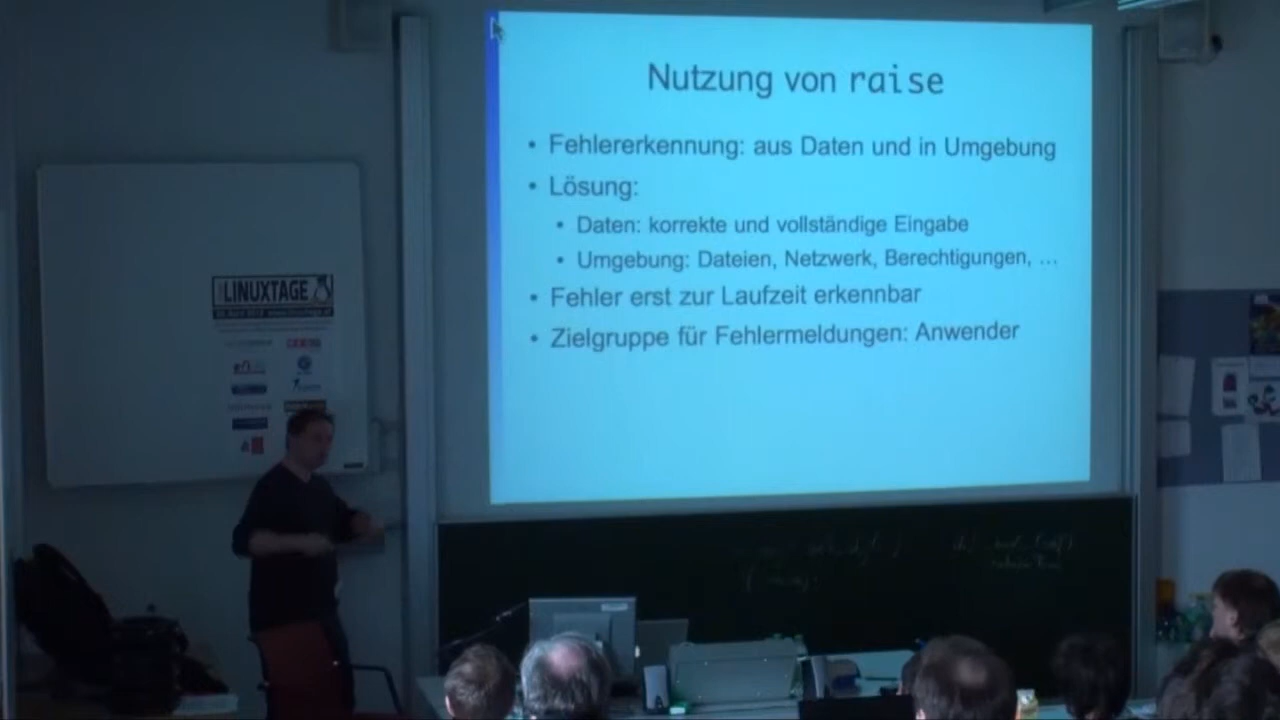 Nutzung von raise
• Fehlererkennung: aus Daten und in Umgebung
• Lösung:
• Daten: korrekte und vollständige Eingabe
• Umgebung: Dateien, Netzwerk, Berechtigungen, ...
• Fehler erst zur Laufzeit erkennbar
• Zielgruppe für Fehlermeldungen: Anwender
LINUXTAGE